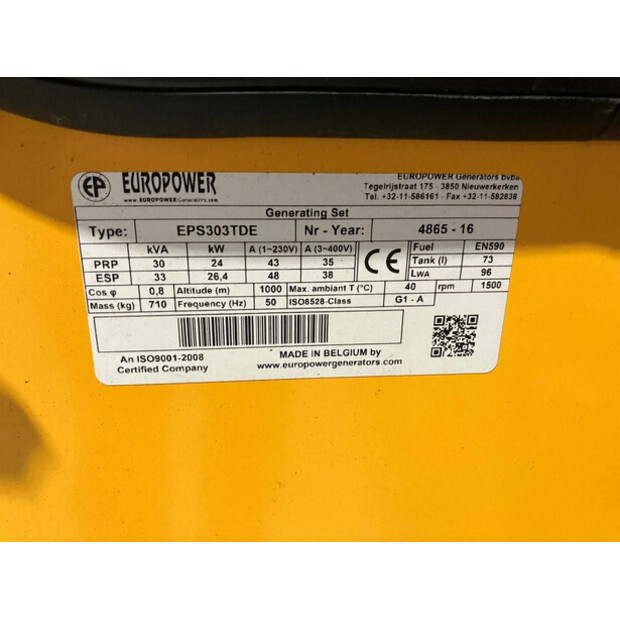 EP EUROPOWER
www.EUROPOWERGenerators.com
EUROPOWER Generators bvba
Tegelrijstraat 175 - 3850 Nieuwerkerken
Tel. +32-11-586161 - Fax +32-11-582838
Generating Set
Type: EPS303TDE Nr - Year: 4865 - 16
kVA kW A (1~230V) A (3~400V) CE Fuel EN590
PRP 30 24 43 35 Tank (l) 73
ESP 33 26,4 48 38 LWA 96
Cos φ 0,8 Altitude (m) 1000 Max. ambiant T (°C) 40 rpm 1500
Mass (kg) 710 Frequency (Hz) 50 ISO8528-Class G1 - A
An ISO9001-2008
Certified Company
MADE IN BELGIUM by
www.europowergenerators.com